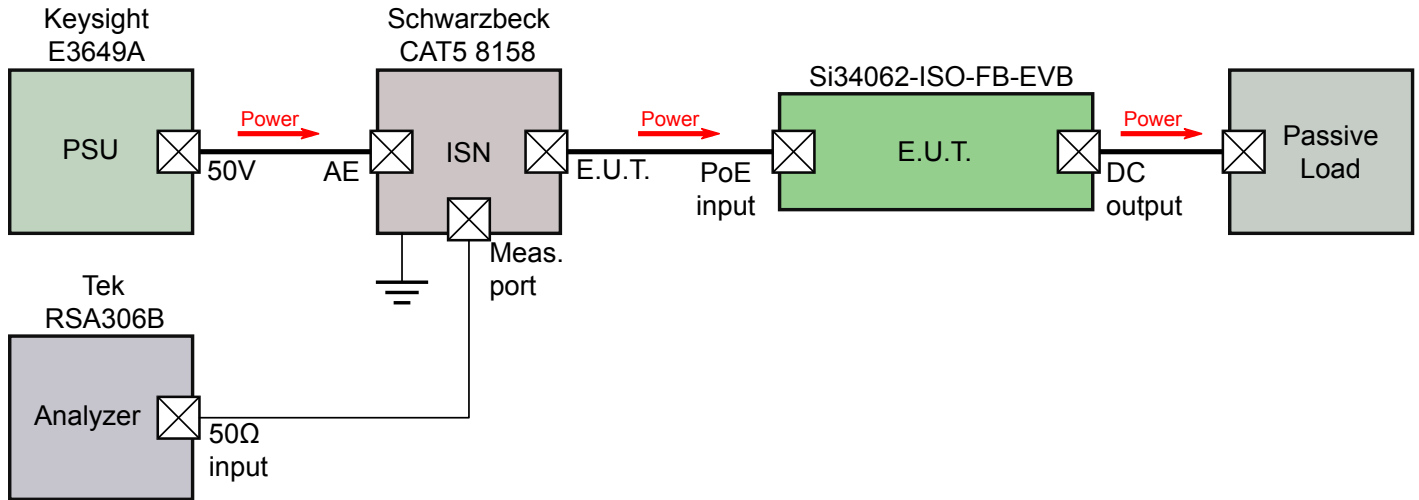 Keysight
E3649A
PSU
50V
Power
Schwarzbeck
CAT5 8158
AE
ISN
E.U.T.
Meas.
port
Power
Si34062-ISO-FB-EVB
PoE
input
E.U.T.
DC
output
Power
Passive
Load
Tek
RSA306B
Analyzer
50Ω
input